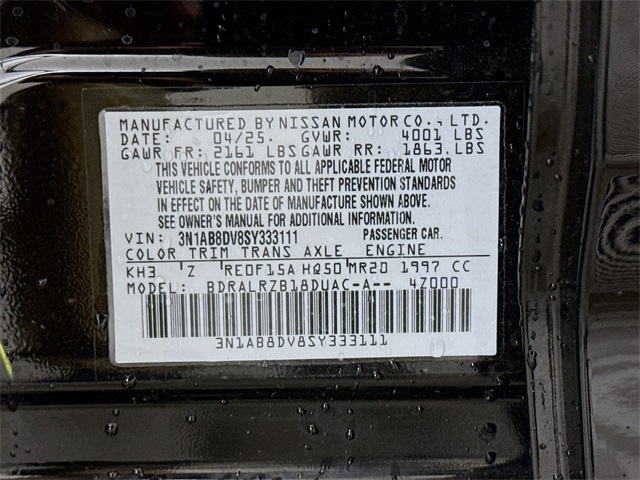 MANUFACTURED BY NISSAN MOTOR CO., LTD.
DATE: 04/25. GVWR: 4001 LBS
GAWR FR: 2161 LBS GAWR RR: 1863.LBS
THIS VEHICLE CONFORMS TO ALL APPLICABLE FEDERAL MOTOR
VEHICLE SAFETY, BUMPER AND THEFT PREVENTION STANDARDS
IN EFFECT ON THE DATE OF MANUFACTURE SHOWN ABOVE.
SEE OWNER'S MANUAL FOR ADDITIONAL INFORMATION.
VIN: 3N1AB8DV8SY333111 PASSENGER CAR.
COLOR TRIM TRANS AXLE ENGINE
KH3 Z RE0F15A HQ50 MR20 1997 CC
MODEL: BDRALRZB18DUAC-A-- 4Z000
3N1AB8DV8SY333111